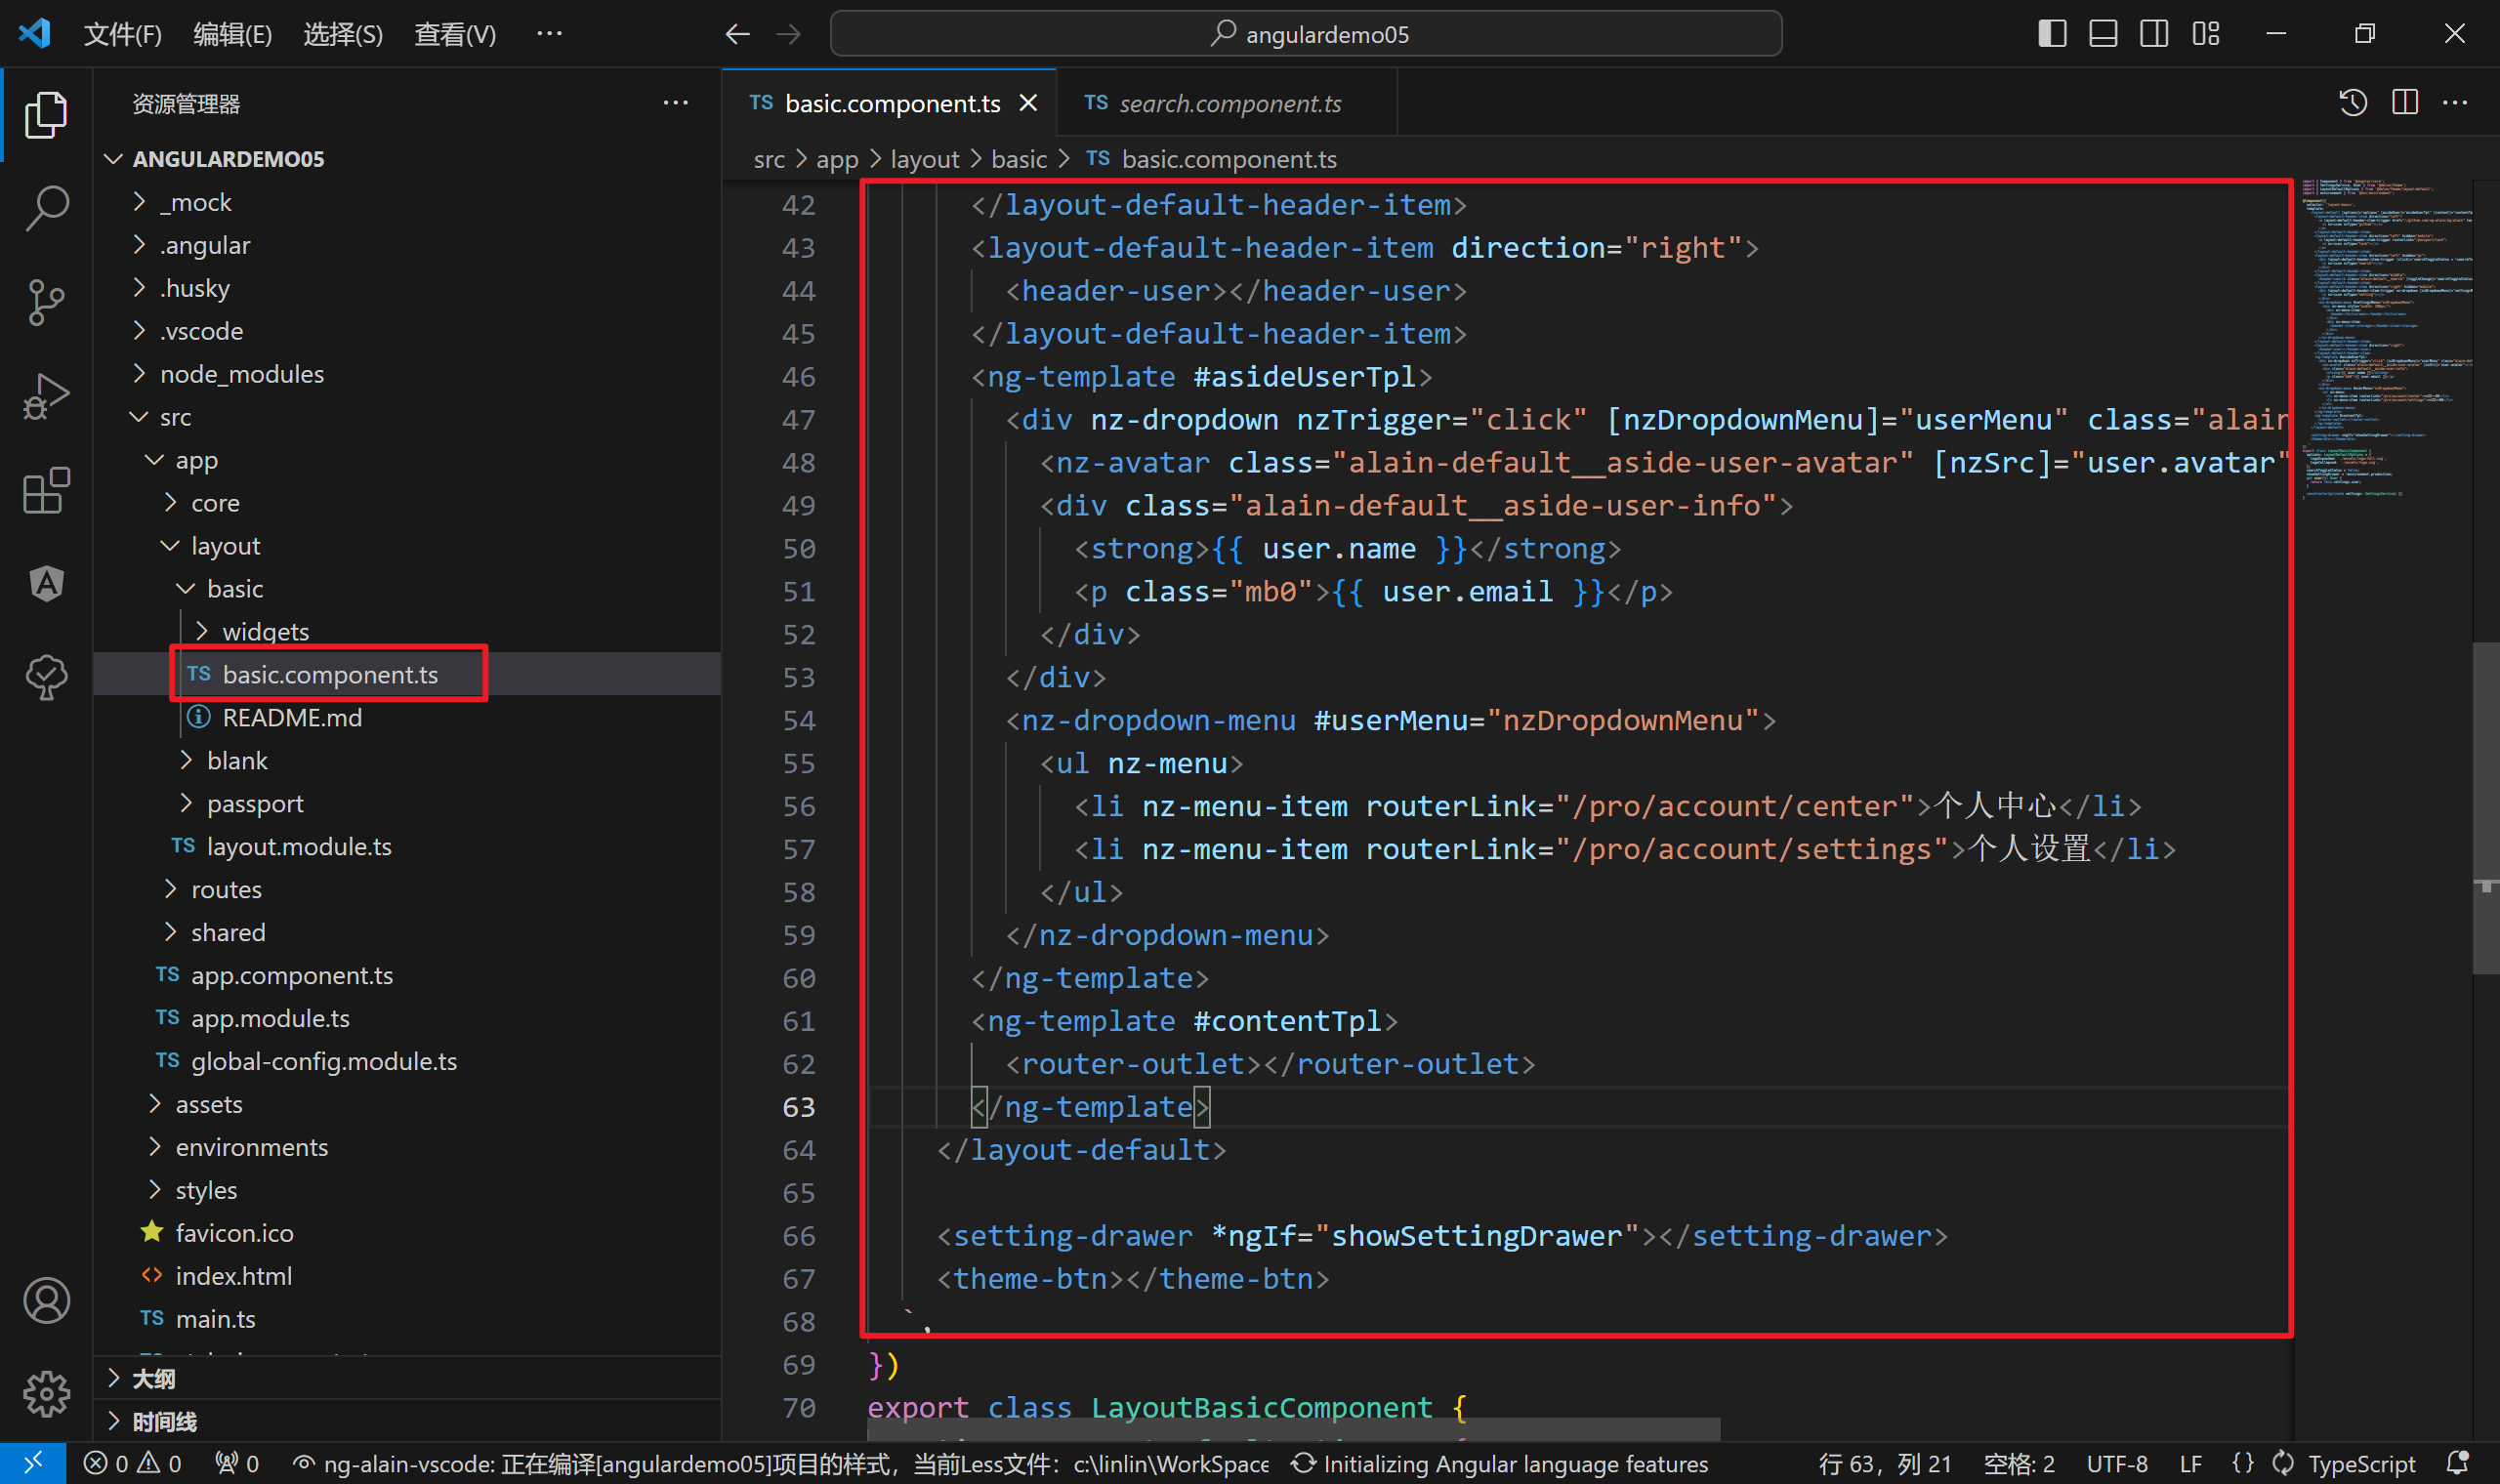 文件(F) 编辑(E) 选择(S) 查看(V) ··· angulardemo05
资源管理器 ···
ANGULARDEMO05
_mock
.angular
.husky
.vscode
node_modules
src
app
core
layout
basic
widgets
TS basic.component.ts
README.md
blank
passport
TS layout.module.ts
routes
shared
TS app.component.ts
TS app.module.ts
TS global-config.module.ts
assets
environments
styles
favicon.ico
index.html
TS main.ts
大纲
时间线
TS basic.component.ts TS search.component.ts
src > app > layout > basic > TS basic.component.ts
42 </layout-default-header-item>
43 <layout-default-header-item direction="right">
44 <header-user></header-user>
45 </layout-default-header-item>
46 <ng-template #asideUserTpl>
47 <div nz-dropdown nzTrigger="click" [nzDropdownMenu]="userMenu" class="alain
48 <nz-avatar class="alain-default__aside-user-avatar" [nzSrc]="user.avatar"
49 <div class="alain-default__aside-user-info">
50 <strong>{{ user.name }}</strong>
51 <p class="mb0">{{ user.email }}</p>
52 </div>
53 </div>
54 <nz-dropdown-menu #userMenu="nzDropdownMenu">
55 <ul nz-menu>
56 <li nz-menu-item routerLink="/pro/account/center">个人中心</li>
57 <li nz-menu-item routerLink="/pro/account/settings">个人设置</li>
58 </ul>
59 </nz-dropdown-menu>
60 </ng-template>
61 <ng-template #contentTpl>
62 <router-outlet></router-outlet>
63 </ng-template>
64 </layout-default>
65
66 <setting-drawer *ngIf="showSettingDrawer"></setting-drawer>
67 <theme-btn></theme-btn>
68 `,
69 })
70 export class LayoutBasicComponent {
0 0 0 ng-alain-vscode: 正在编译[angulardemo05]项目的样式，当前Less文件：c:\linlin\WorkSpace Initializing Angular language features 行 63，列 21 空格: 2 UTF-8 LF {} TypeScript